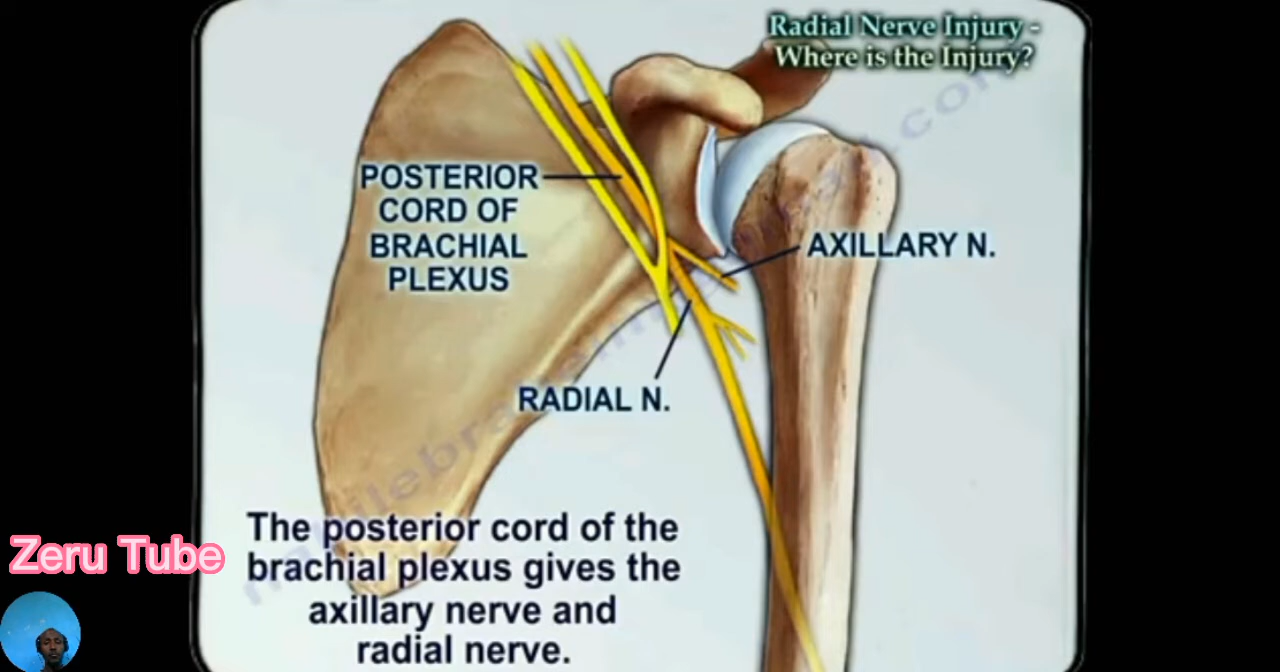 Radial Nerve Injury -
Where is the Injury?
POSTERIOR
CORD OF
BRACHIAL
PLEXUS
AXILLARY N.
RADIAL N.
The posterior cord of the
brachial plexus gives the
axillary nerve and
radial nerve.
Zeru Tube